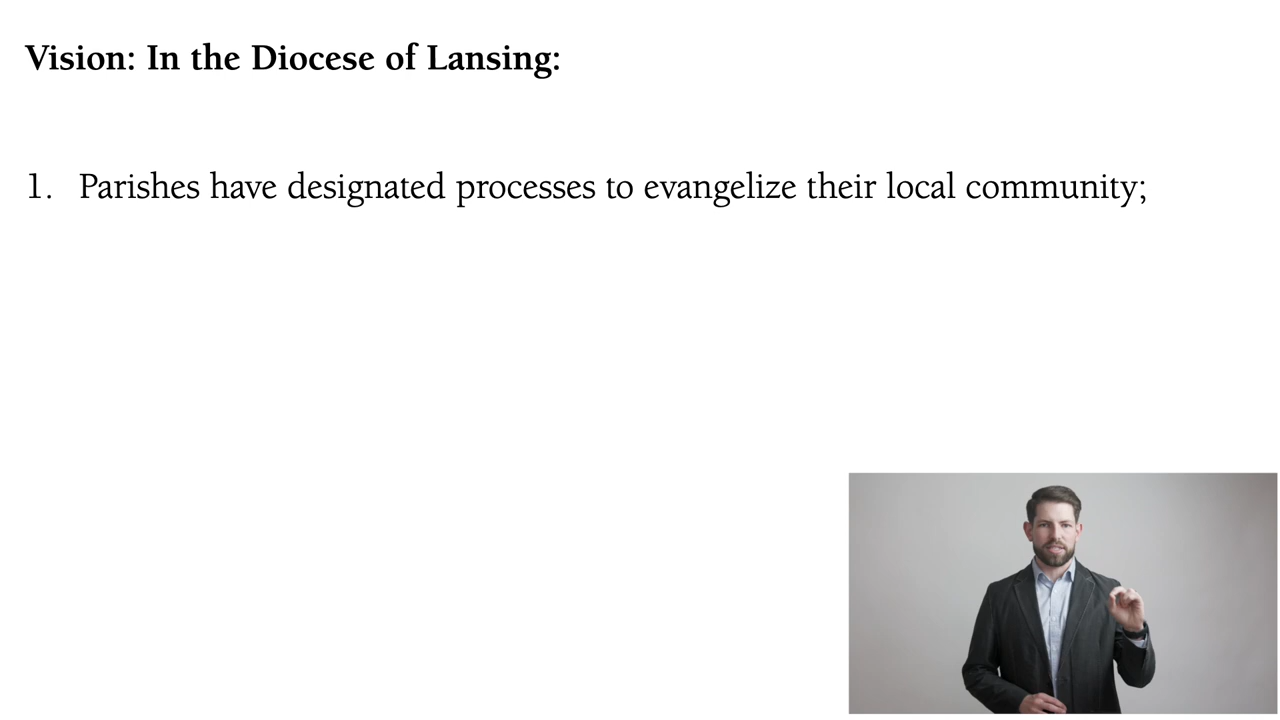 Vision: In the Diocese of Lansing:
1. Parishes have designated processes to evangelize their local community;